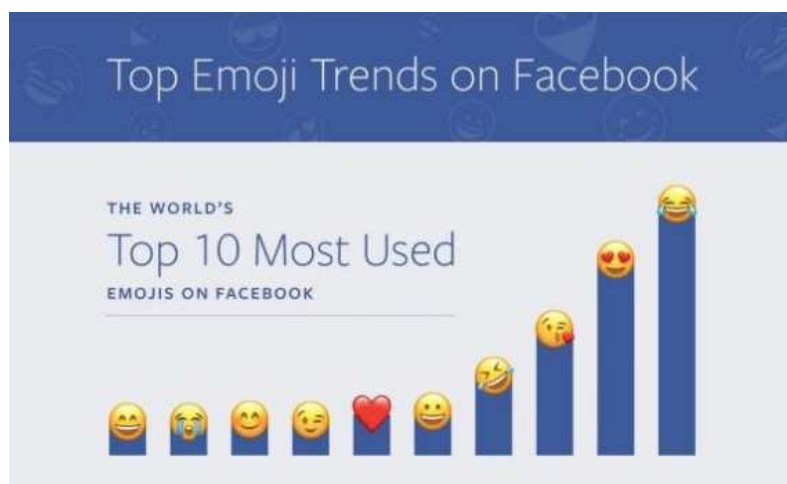 Top Emoji Trends on Facebook
THE WORLD'S
Top 10 Most Used
EMOJIS ON FACEBOOK